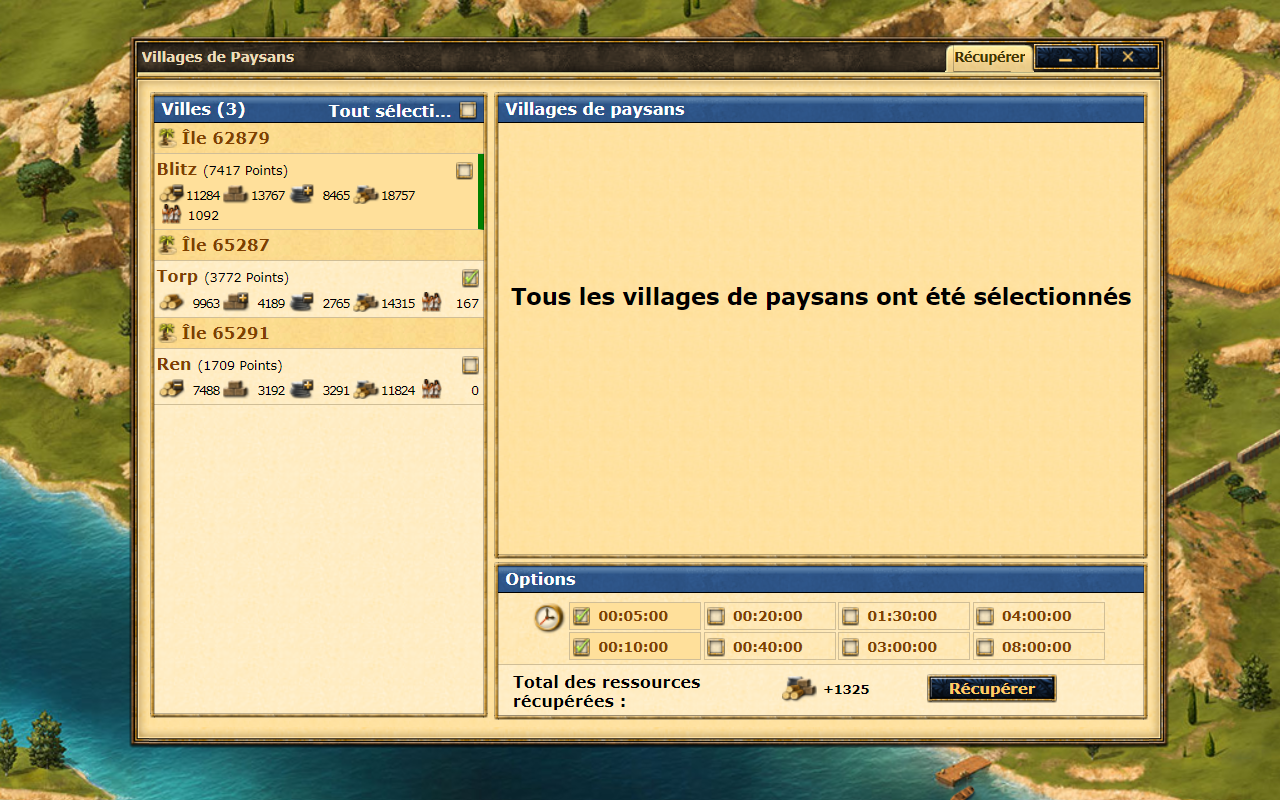 Villages de Paysans
Récupérer
Villes (3) Tout sélecti...
Île 62879
Blitz (7417 Points)
11284 13767 8465 18757
1092
Île 65287
Torp (3772 Points)
9963 4189 2765 14315 167
Île 65291
Ren (1709 Points)
7488 3192 3291 11824 0
Villages de paysans
Tous les villages de paysans ont été sélectionnés
Options
00:05:00 00:20:00 01:30:00 04:00:00
00:10:00 00:40:00 03:00:00 08:00:00
Total des ressources
récupérées :
+1325
Récupérer